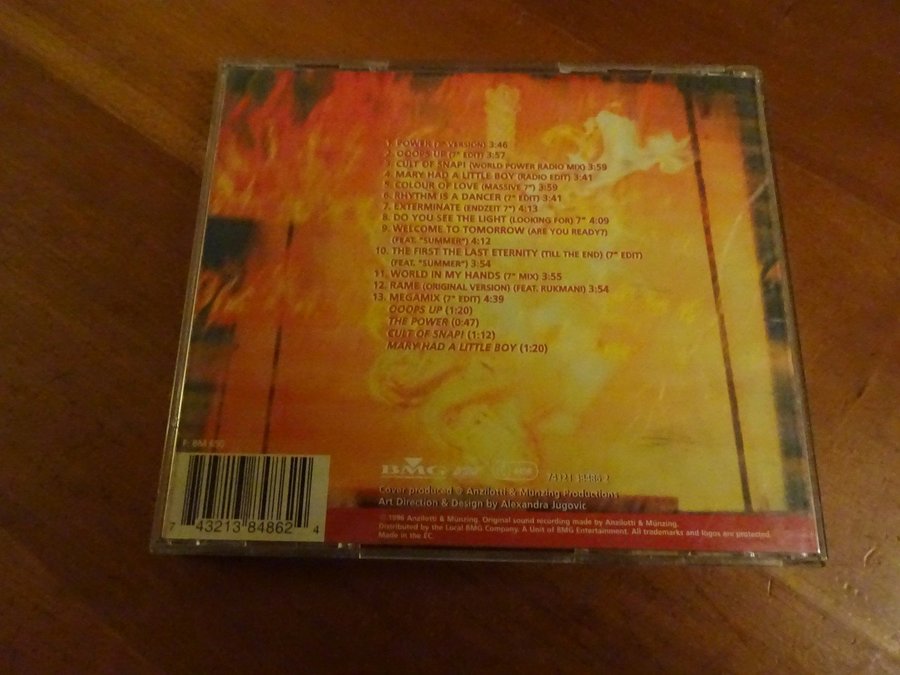 1. POWER (7" VERSION) 3:46
2. OOOPS UP (7" EDIT) 3:57
3. CULT OF SNAP! (WORLD POWER RADIO MIX) 3:59
4. MARY HAD A LITTLE BOY (RADIO EDIT) 3:41
5. COLOUR OF LOVE (MASSIVE 7") 3:59
6. RHYTHM IS A DANCER (7" EDIT) 3:41
7. EXTERMINATE (ENDZEIT 7") 4:13
8. DO YOU SEE THE LIGHT (LOOKING FOR) 7" 4:09
9. WELCOME TO TOMORROW (ARE YOU READY?)
(FEAT. "SUMMER") 4:12
10. THE FIRST THE LAST ETERNITY (TILL THE END) (7" EDIT)
(FEAT. "SUMMER") 3:54
11. WORLD IN MY HANDS (7" MIX) 3:55
12. RAME (ORIGINAL VERSION) (FEAT. RUKMANI) 3:54
13. MEGAMIX (7" EDIT) 4:39
OOOPS UP (1:20)
THE POWER (0:47)
CULT OF SNAP! (1:12)
MARY HAD A LITTLE BOY (1:20)
BMG
74321 38486 2
Cover produced © Anzilotti & Münzing Productions
Art Direction & Design by Alexandra Jugovic
℗ 1996 Anzilotti & Münzing. Original sound recording made by Anzilotti & Münzing.
Distributed by the Local BMG Company. A Unit of BMG Entertainment. All trademarks and logos are protected.
Made in the EC.
7 43213 84862 4